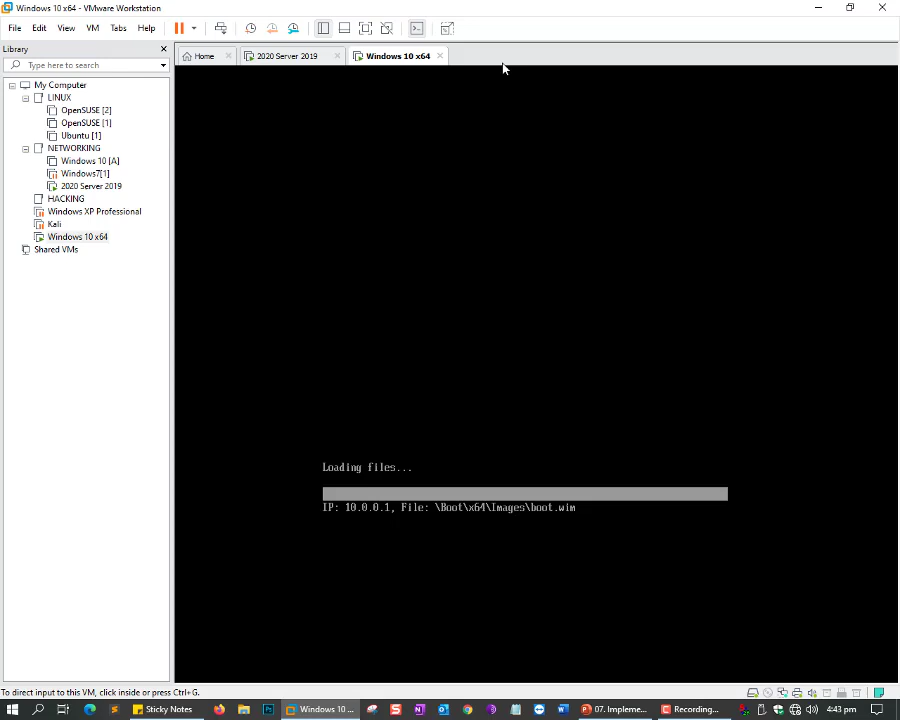 Windows 10 x64 - VMware Workstation
File Edit View VM Tabs Help
Library
Type here to search
My Computer
LINUX
OpenSUSE [2]
OpenSUSE [1]
Ubuntu [1]
NETWORKING
Windows 10 [A]
Windows7[1]
2020 Server 2019
HACKING
Windows XP Professional
Kali
Windows 10 x64
Shared VMs
Home 2020 Server 2019 Windows 10 x64
Loading files...
IP: 10.0.0.1, File: \Boot\x64\Images\boot.wim
To direct input to this VM, click inside or press Ctrl+G.
Sticky Notes Windows 10 ... 07. Impleme... Recording... 4:43 pm